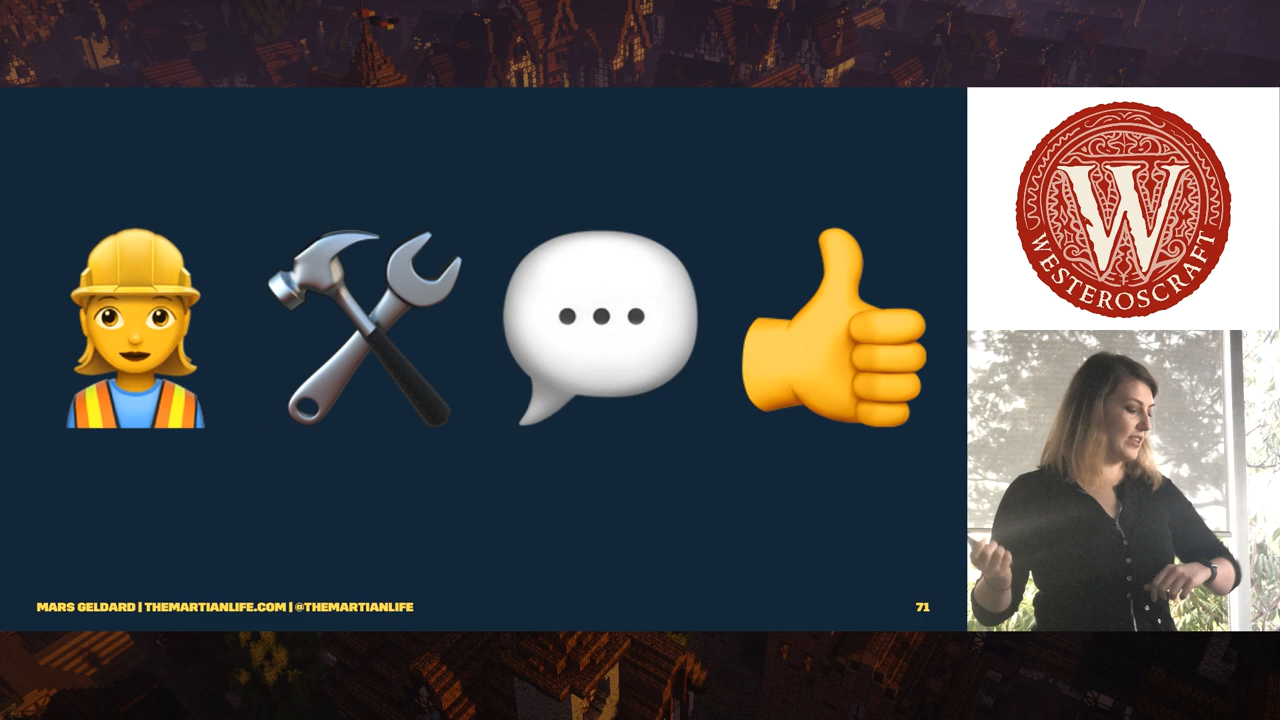 W
WESTEROSCRAFT
MARS GELDARD | THEMARTIANLIFE.COM | @THEMARTIANLIFE
71